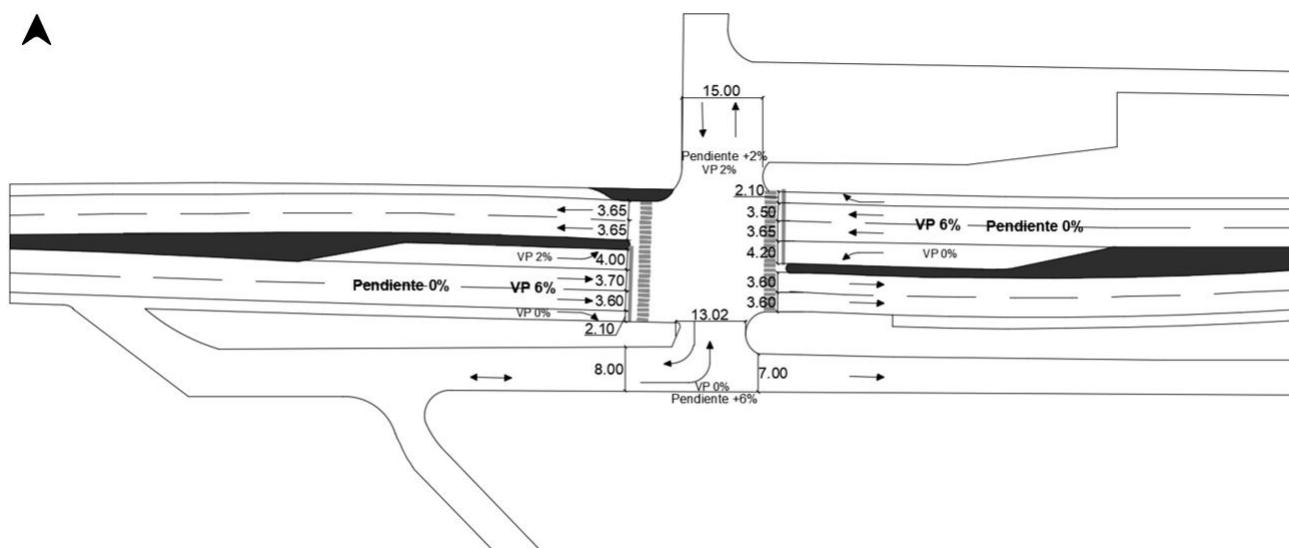 15.00
Pendiente +2%
VP 2%
2.10
3.65
3.50
VP 6%
Pendiente 0%
3.65
3.65
4.20
VP 0%
VP 2%
4.00
3.70
Pendiente 0%
VP 6%
3.60
3.60
3.60
VP 0%
2.10
13.02
8.00
7.00
VP 0%
Pendiente +6%